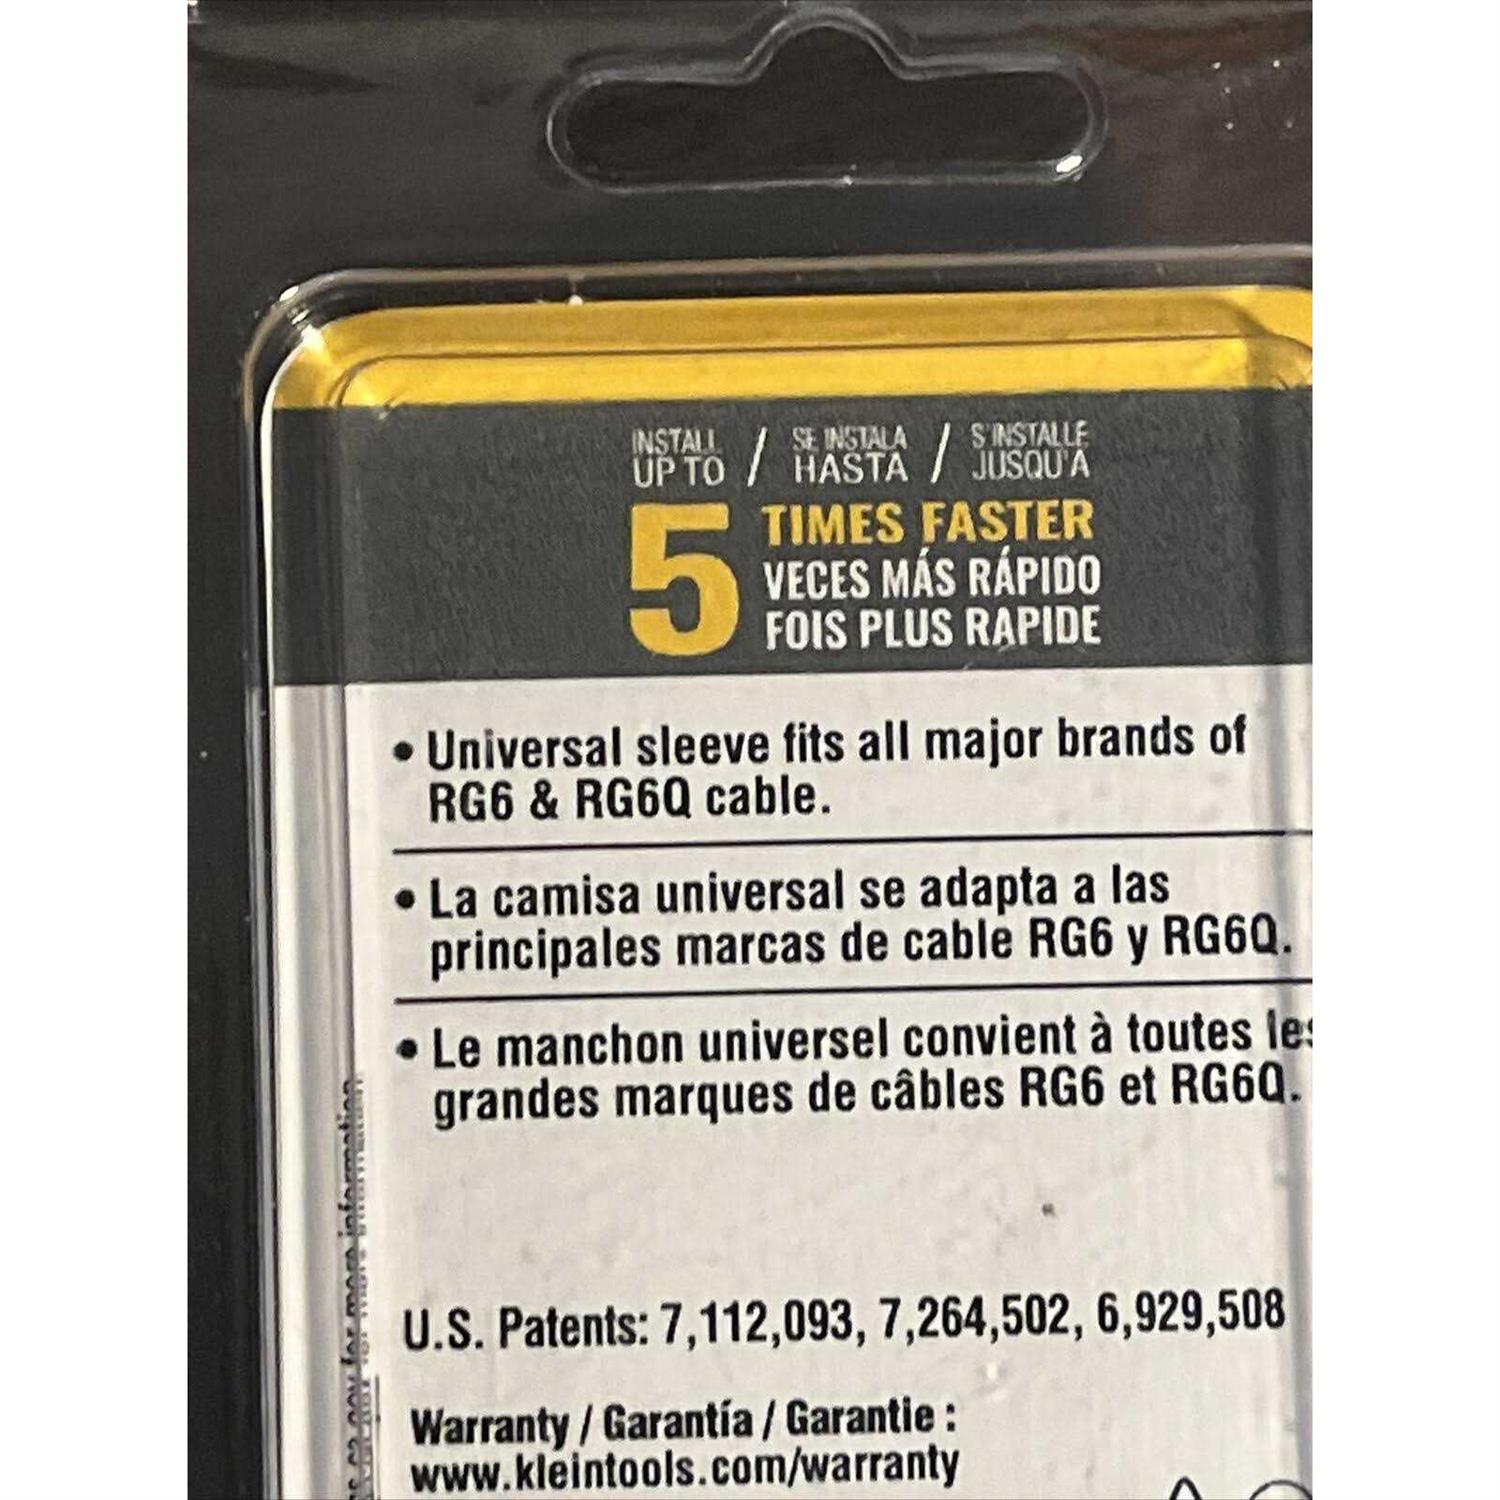 INSTALL / SE INSTALA / S'INSTALLE
UP TO / HASTA / JUSQU'A
5 TIMES FASTER
VECES MÁS RÁPIDO
FOIS PLUS RAPIDE
• Universal sleeve fits all major brands of
RG6 & RG6Q cable.
• La camisa universal se adapta a las
principales marcas de cable RG6 y RG6Q.
• Le manchon universel convient à toutes les
grandes marques de câbles RG6 et RG6Q.
U.S. Patents: 7,112,093, 7,264,502, 6,929,508
Warranty / Garantía / Garantie :
www.kleintools.com/warranty
for more information.